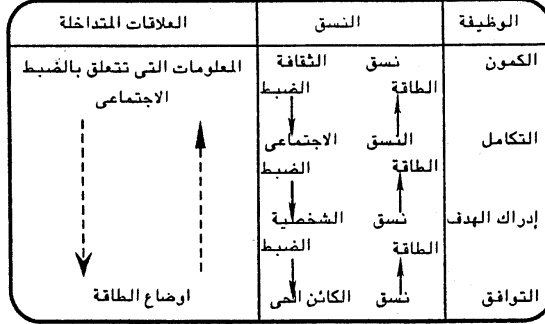 الوظيفة النسق العلاقات المتداخلة
الكمون نسق الثقافة المعلومات التى تتعلق بالضبط
الطاقة الضبط
الاجتماعى
التكامل النسق الاجتماعى
الطاقة الضبط
إدراك الهدف نسق الشخصية
الطاقة الضبط
التوافق نسق الكائن الحى اوضاع الطاقة